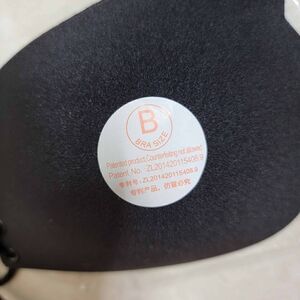 B
BRA SIZE
Patented product, Counterfeiting not allowed
Patent No. ZL201420115408.9
专利号: ZL201420115408.9
专利产品, 仿冒必究